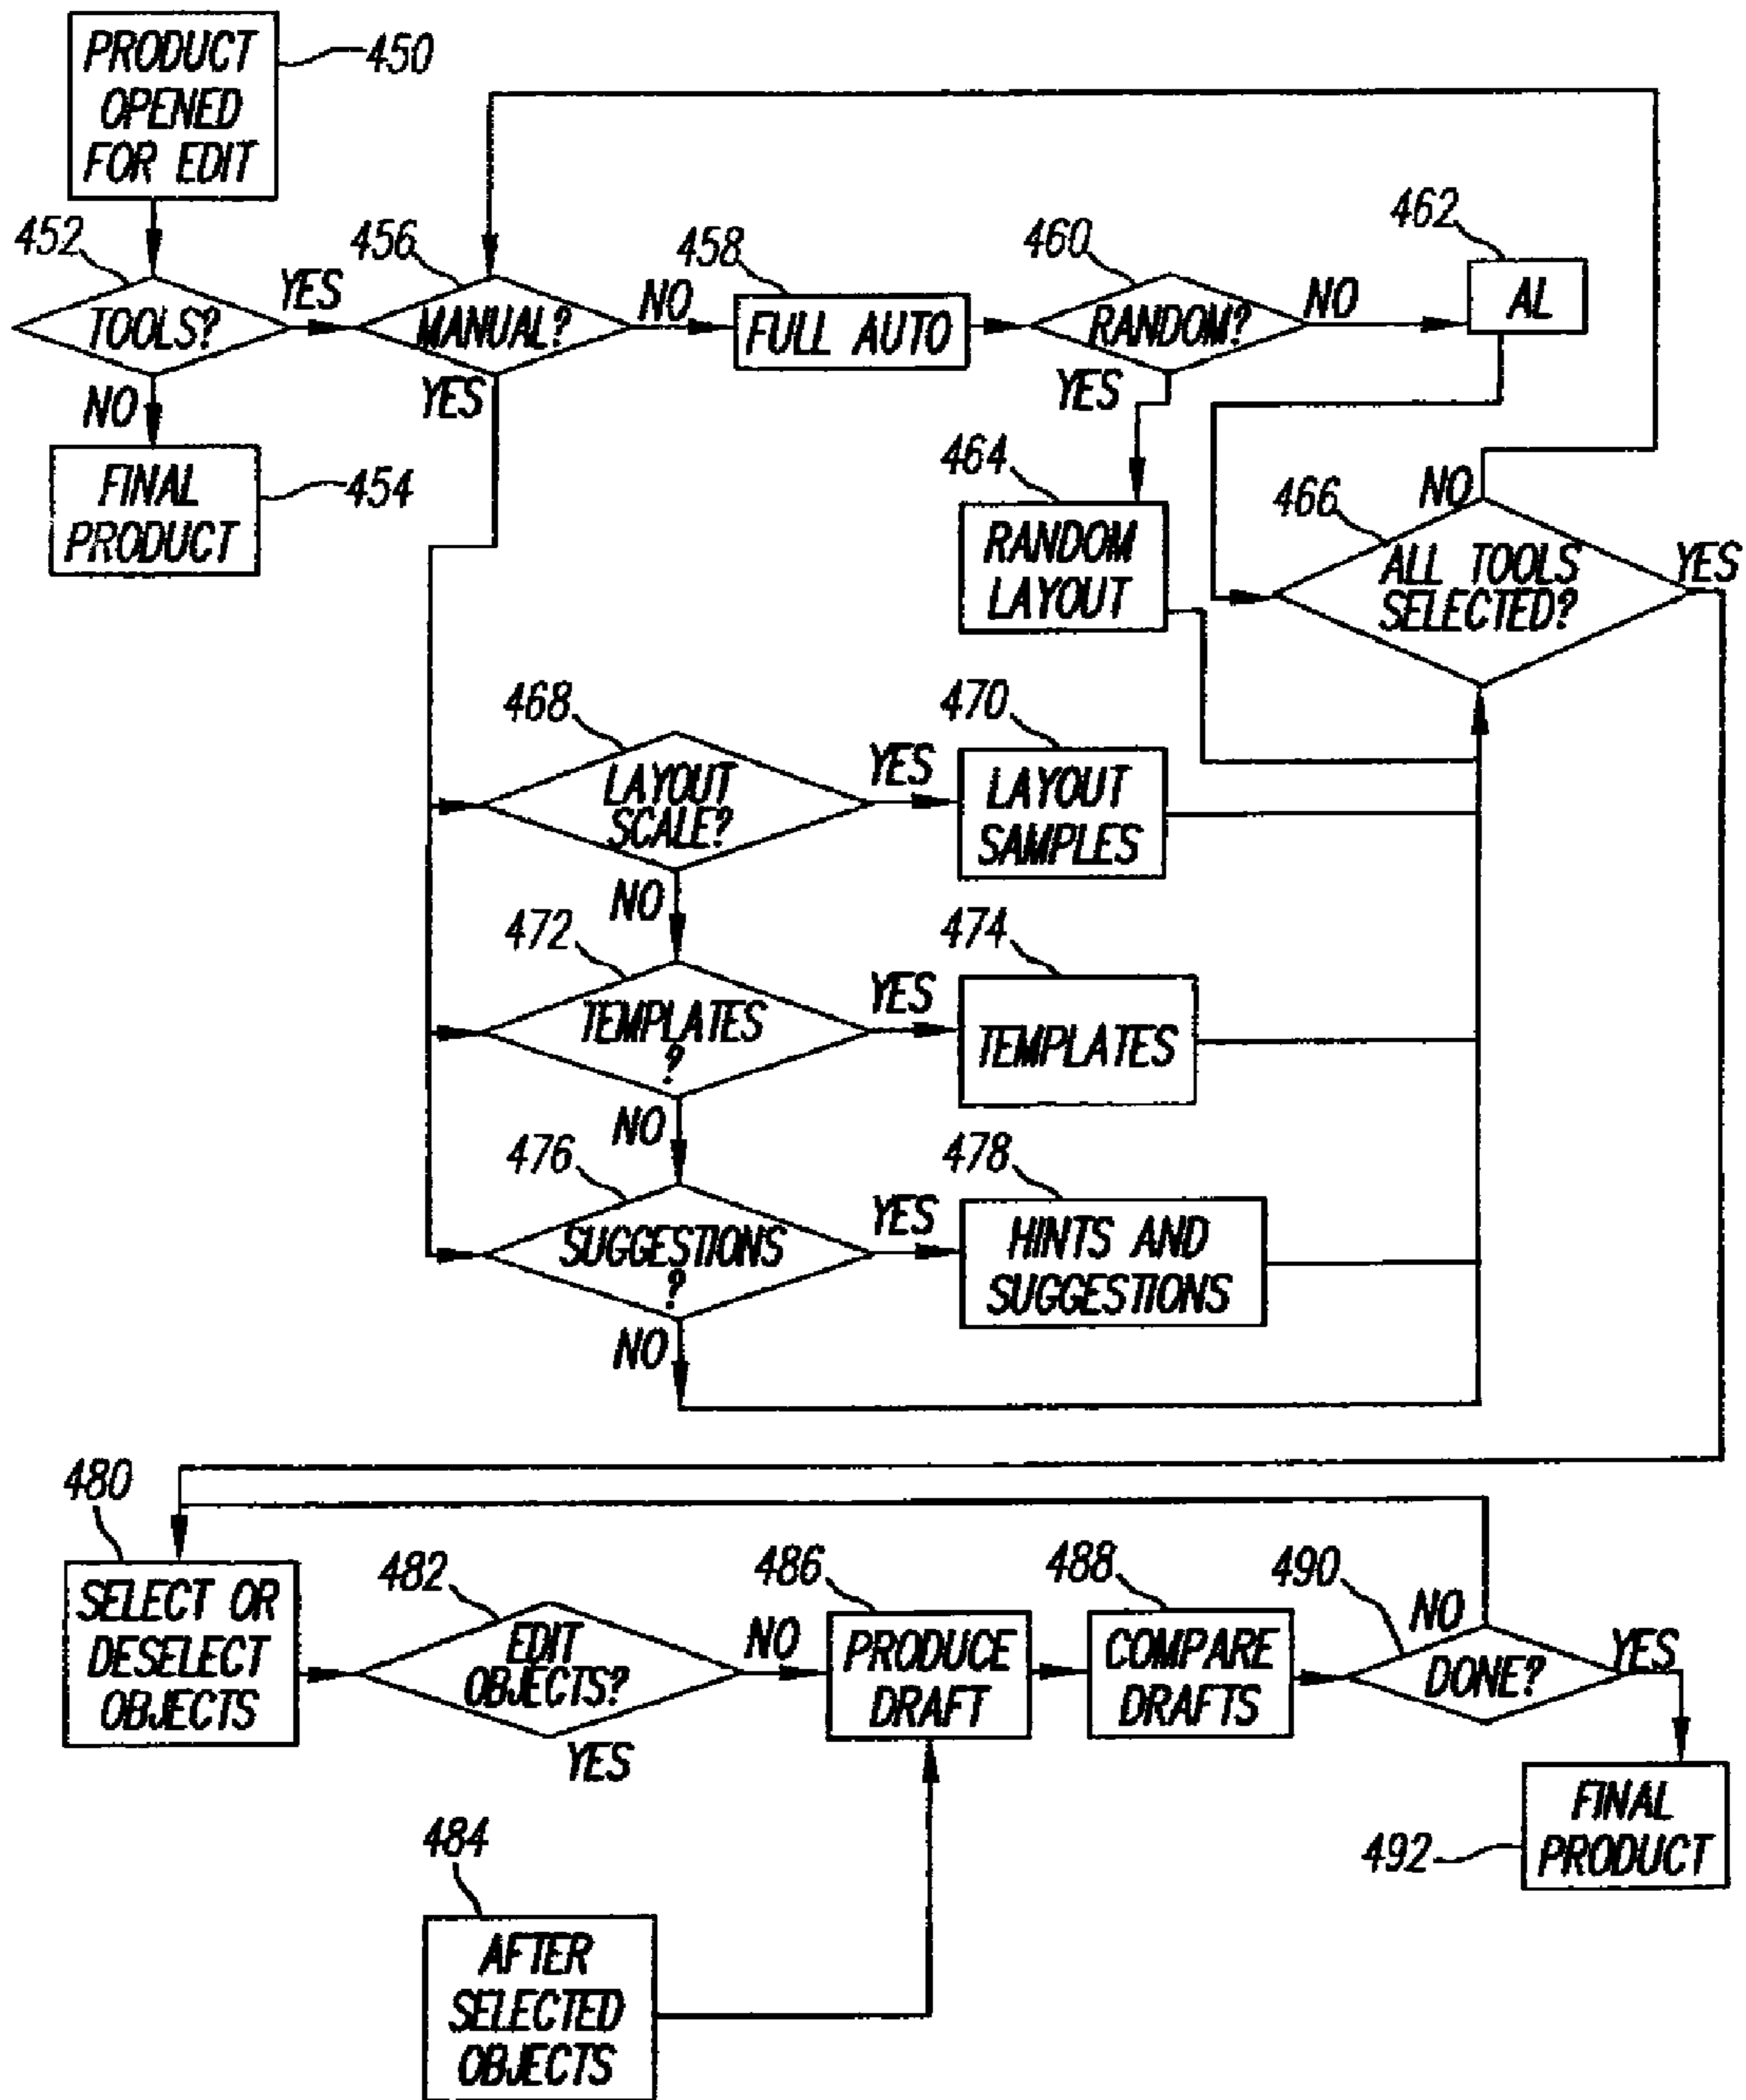 PRODUCT
OPENED
FOR EDIT
450
452
TOOLS?
YES
NO
FINAL
PRODUCT
454
456
MANUAL?
NO
YES
458
FULL AUTO
460
RANDOM?
NO
YES
462
AL
464
RANDOM
LAYOUT
466
ALL TOOLS
SELECTED?
NO
YES
468
LAYOUT
SCALE?
YES
NO
470
LAYOUT
SAMPLES
472
TEMPLATES
?
YES
NO
474
TEMPLATES
476
SUGGESTIONS
?
YES
NO
478
HINTS AND
SUGGESTIONS
480
SELECT OR
DESELECT
OBJECTS
482
EDIT
OBJECTS?
NO
YES
484
AFTER
SELECTED
OBJECTS
486
PRODUCE
DRAFT
488
COMPARE
DRAFTS
490
DONE?
NO
YES
FINAL
PRODUCT
492